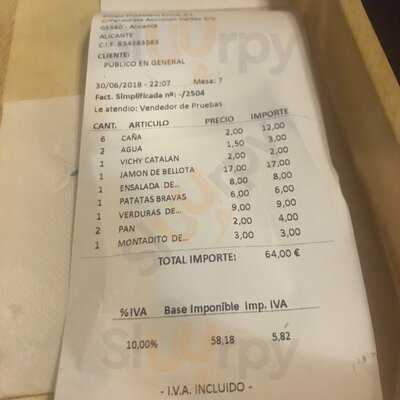 03540 - Alicante
ALICANTE
C.I.F. B54383563
CLIENTE:
PÚBLICO EN GENERAL
30/06/2018 - 22:07 Mesa: 7
Fact. Simplificada nº: -/2504
Le atendio: Vendedor de Pruebas
CANT. ARTICULO PRECIO IMPORTE
6 CAÑA 2,00 12,00
2 AGUA 1,50 3,00
1 VICHY CATALAN 2,00 2,00
1 JAMON DE BELLOTA 17,00 17,00
1 ENSALADA DE... 8,00 8,00
1 PATATAS BRAVAS 6,00 6,00
1 VERDURAS DE... 9,00 9,00
2 PAN 2,00 4,00
1 MONTADITO DE... 3,00 3,00
TOTAL IMPORTE: 64,00 €
%IVA Base Imponible Imp. IVA
10,00% 58,18 5,82
- I.V.A. INCLUIDO -
Sluurpy